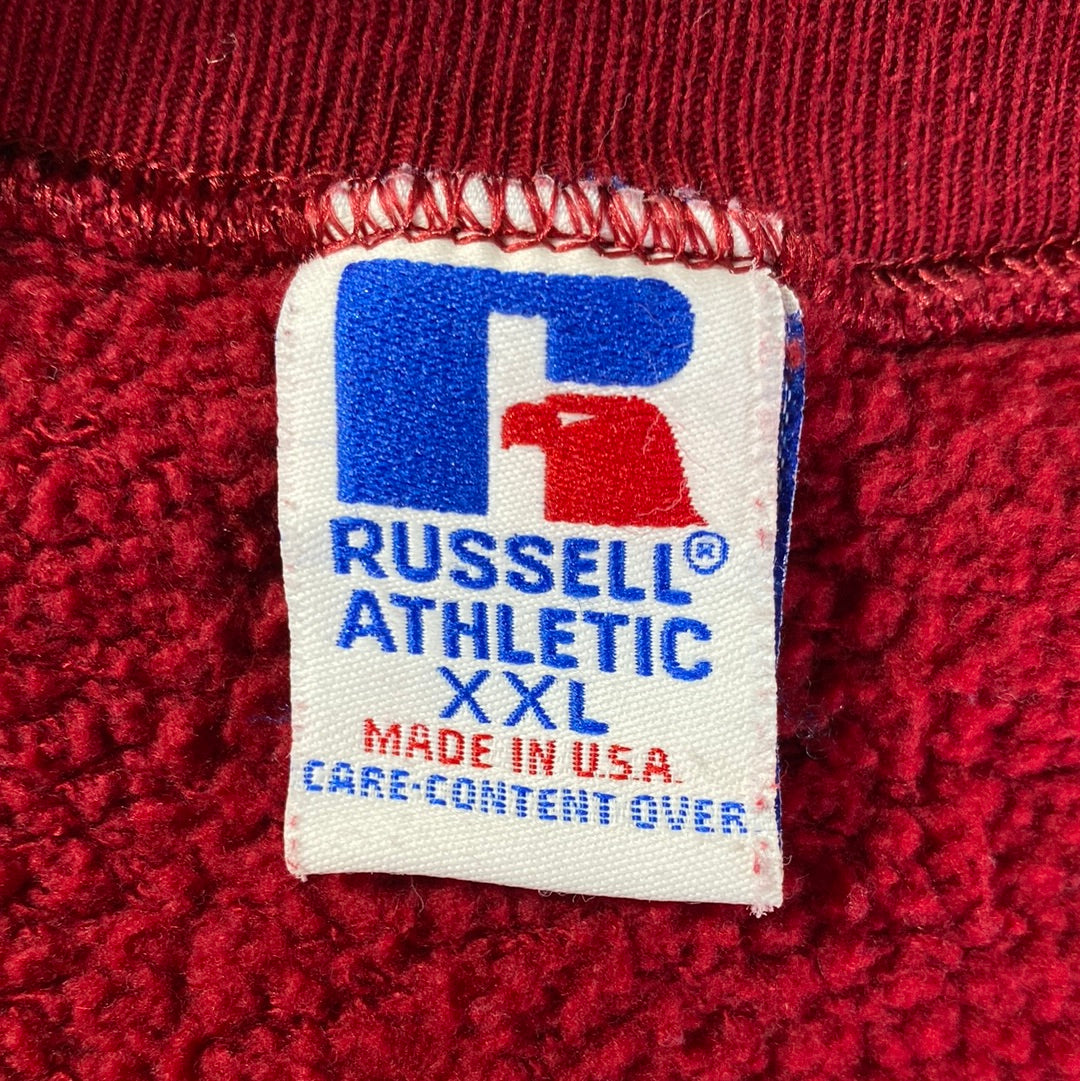 RUSSELL®
ATHLETIC
XXL
MADE IN U.S.A.
CARE-CONTENT OVER